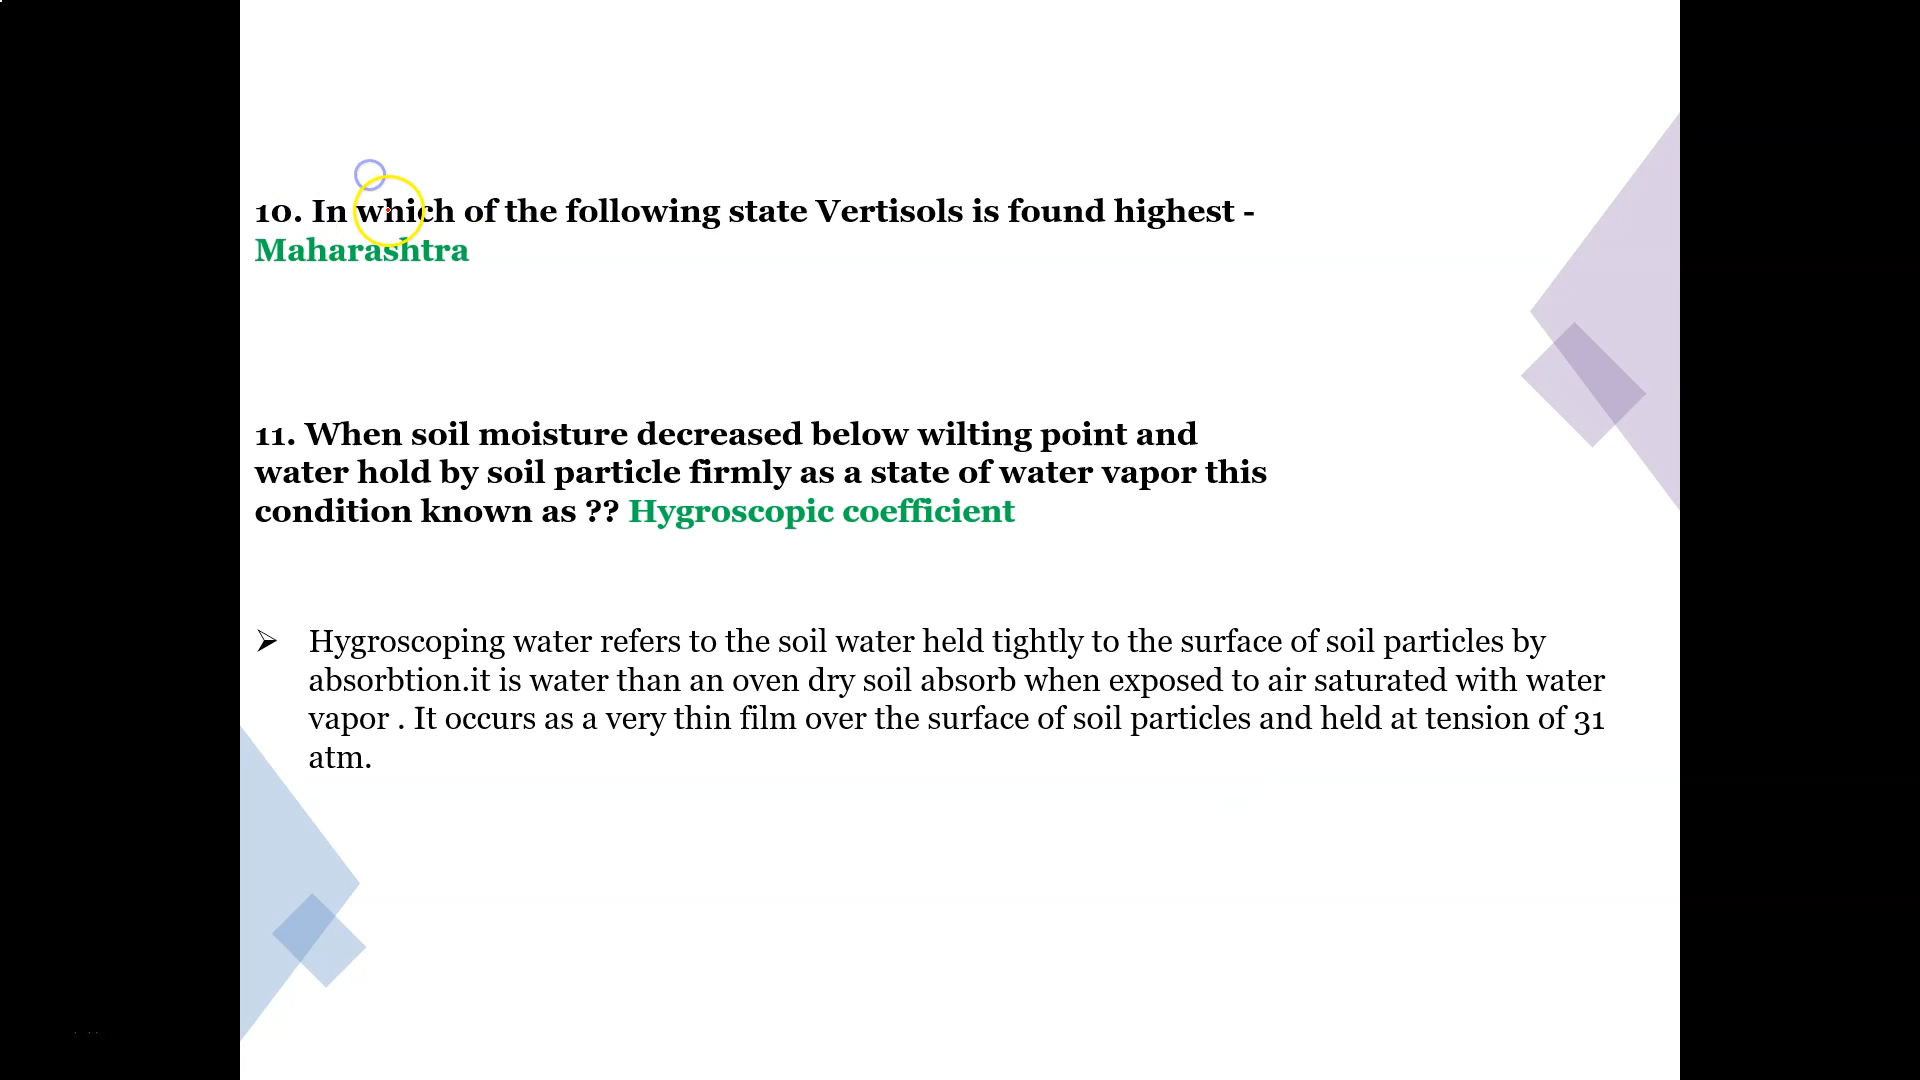 10. In which of the following state Vertisols is found highest -
Maharashtra
11. When soil moisture decreased below wilting point and
water hold by soil particle firmly as a state of water vapor this
condition known as ?? Hygroscopic coefficient
➢ Hygroscoping water refers to the soil water held tightly to the surface of soil particles by
absorbtion.it is water than an oven dry soil absorb when exposed to air saturated with water
vapor . It occurs as a very thin film over the surface of soil particles and held at tension of 31
atm.